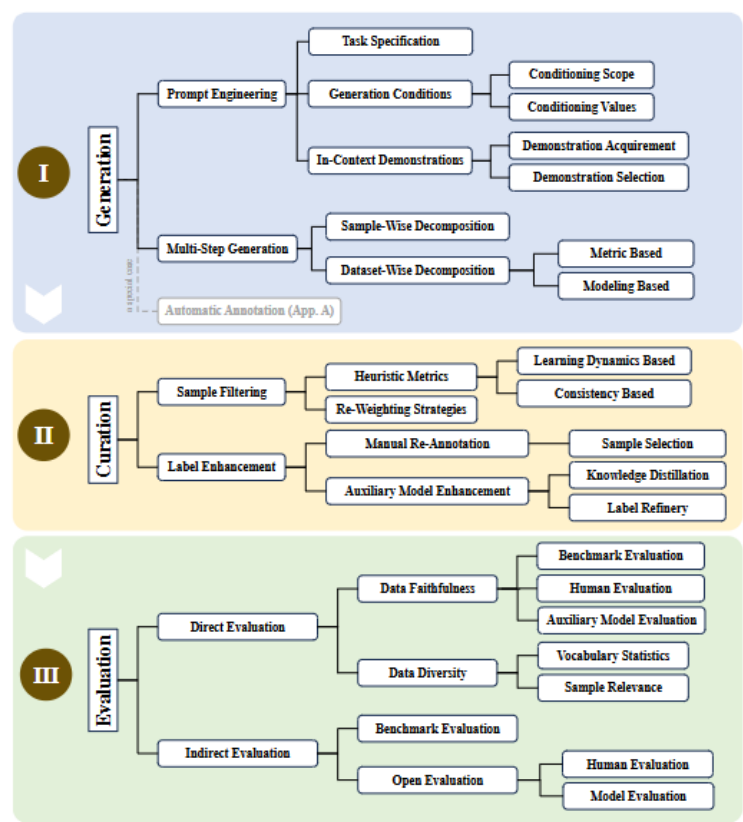 I
Generation
Prompt Engineering
Task Specification
Generation Conditions
Conditioning Scope
Conditioning Values
In-Context Demonstrations
Demonstration Acquirement
Demonstration Selection
Multi-Step Generation
Sample-Wise Decomposition
Dataset-Wise Decomposition
Metric Based
Modeling Based
a special case
Automatic Annotation (App. A)
II
Curation
Sample Filtering
Heuristic Metrics
Learning Dynamics Based
Consistency Based
Re-Weighting Strategies
Label Enhancement
Manual Re-Annotation
Sample Selection
Auxiliary Model Enhancement
Knowledge Distillation
Label Refinery
III
Evaluation
Direct Evaluation
Data Faithfulness
Benchmark Evaluation
Human Evaluation
Auxiliary Model Evaluation
Data Diversity
Vocabulary Statistics
Sample Relevance
Indirect Evaluation
Benchmark Evaluation
Open Evaluation
Human Evaluation
Model Evaluation